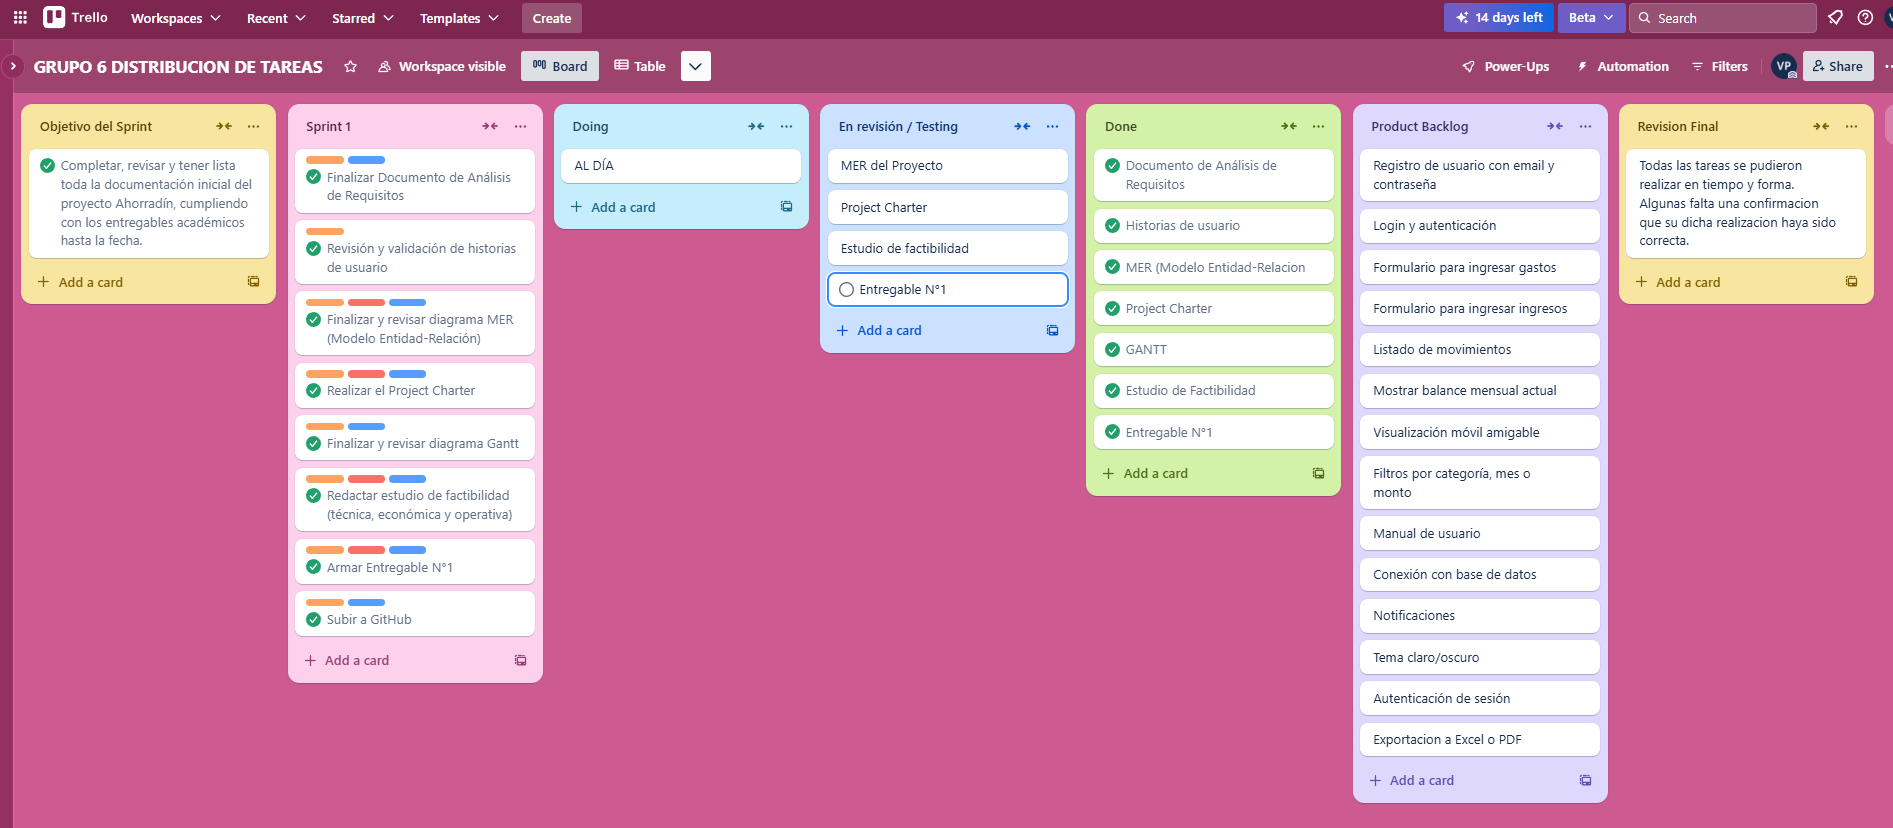 Trello
Workspaces
Recent
Starred
Templates
Create
14 days left
Beta
Search
GRUPO 6 DISTRIBUCION DE TAREAS
Workspace visible
Board
Table
Power-Ups
Automation
Filters
VP
Share
Objetivo del Sprint
Completar, revisar y tener lista
toda la documentación inicial del
proyecto Ahorradín, cumpliendo
con los entregables académicos
hasta la fecha.
Add a card
Sprint 1
Finalizar Documento de Análisis
de Requisitos
Revisión y validación de historias
de usuario
Finalizar y revisar diagrama MER
(Modelo Entidad-Relación)
Realizar el Project Charter
Finalizar y revisar diagrama Gantt
Redactar estudio de factibilidad
(técnica, económica y operativa)
Armar Entregable N°1
Subir a GitHub
Add a card
Doing
AL DÍA
Add a card
En revisión / Testing
MER del Proyecto
Project Charter
Estudio de factibilidad
Entregable N°1
Add a card
Done
Documento de Análisis de
Requisitos
Historias de usuario
MER (Modelo Entidad-Relacion
Project Charter
GANTT
Estudio de Factibilidad
Entregable N°1
Add a card
Product Backlog
Registro de usuario con email y
contraseña
Login y autenticación
Formulario para ingresar gastos
Formulario para ingresar ingresos
Listado de movimientos
Mostrar balance mensual actual
Visualización móvil amigable
Filtros por categoría, mes o
monto
Manual de usuario
Conexión con base de datos
Notificaciones
Tema claro/oscuro
Autenticación de sesión
Exportacion a Excel o PDF
Add a card
Revision Final
Todas las tareas se pudieron
realizar en tiempo y forma.
Algunas falta una confirmacion
que su dicha realizacion haya sido
correcta.
Add a card